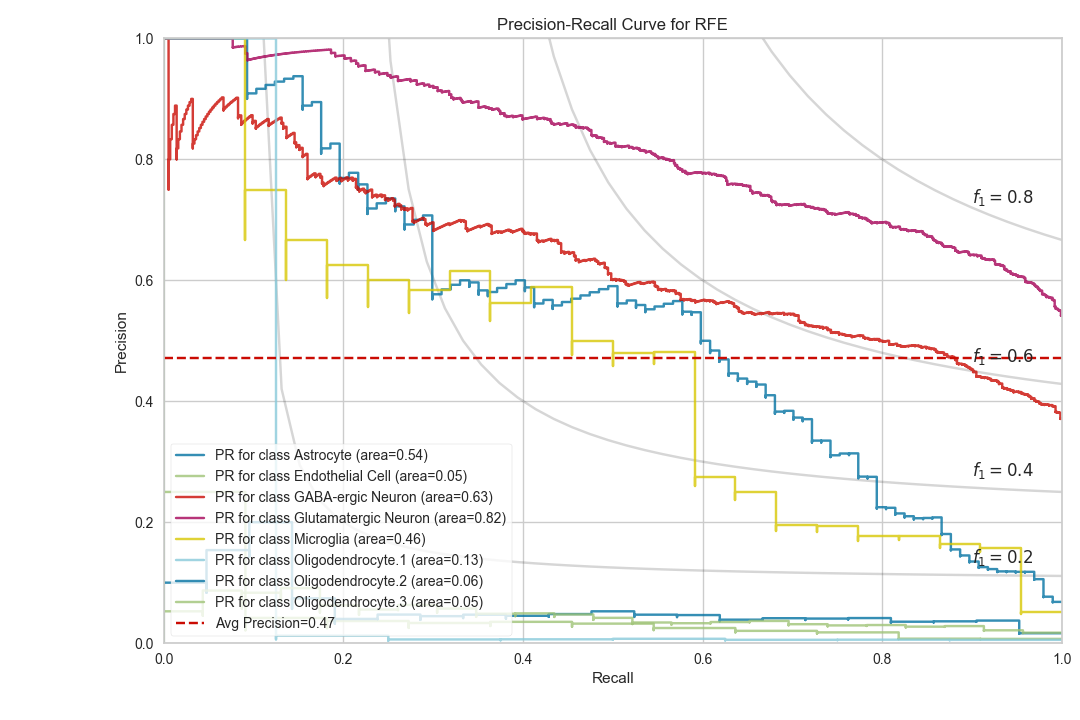 Precision-Recall Curve for RFE
1.0
0.8
0.6
0.4
0.2
0.0
Precision
f1 = 0.8
f1 = 0.6
f1 = 0.4
f1 = 0.2
PR for class Astrocyte (area=0.54)
PR for class Endothelial Cell (area=0.05)
PR for class GABA-ergic Neuron (area=0.63)
PR for class Glutamatergic Neuron (area=0.82)
PR for class Microglia (area=0.46)
PR for class Oligodendrocyte.1 (area=0.13)
PR for class Oligodendrocyte.2 (area=0.06)
PR for class Oligodendrocyte.3 (area=0.05)
Avg Precision=0.47
0.0 0.2 0.4 0.6 0.8 1.0
Recall